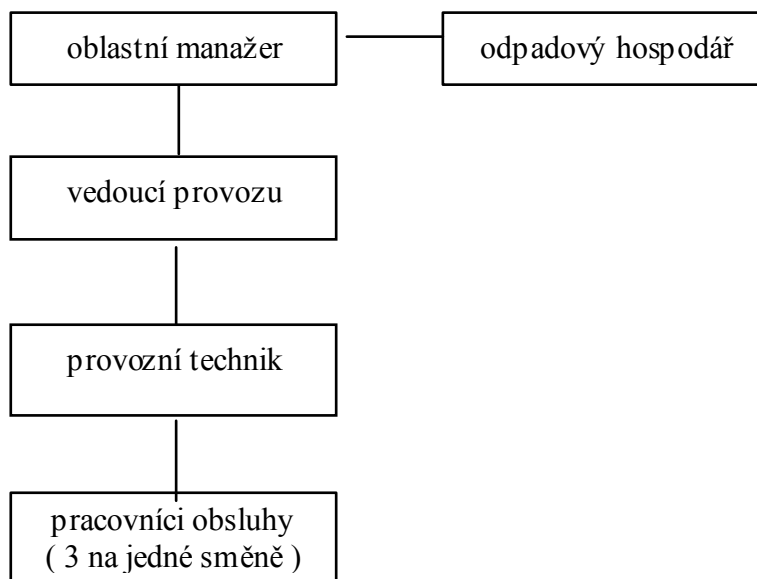 oblastní manažer
odpadový hospodář
vedoucí provozu
provozní technik
pracovníci obsluhy
( 3 na jedné směně )